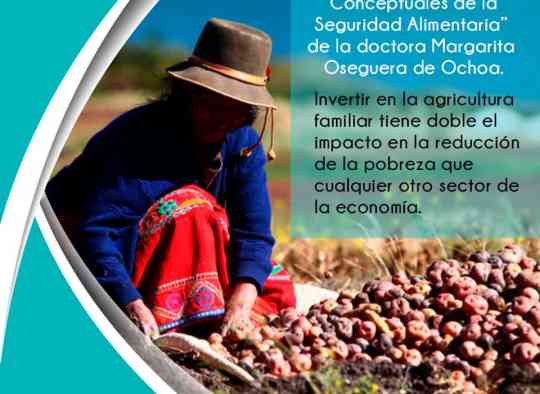 Conceptuales de la
Seguridad Alimentaria”
de la doctora Margarita
Oseguera de Ochoa.
Invertir en la agricultura
familiar tiene doble el
impacto en la reducción
de la pobreza que
cualquier otro sector de
la economía.